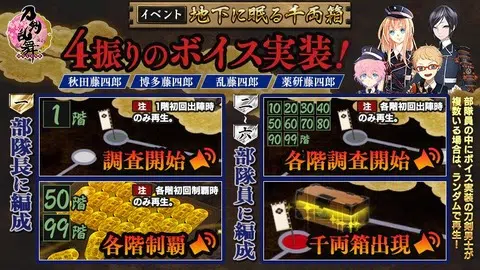 刀剣乱舞
イベント 地下に眠る千両箱
4振りのボイス実装!
秋田藤四郎 博多藤四郎 乱藤四郎 薬研藤四郎
一 部隊長に編成
1階
注 1階初回出陣時のみ再生。
調査開始
50階
99階
注 各階初回制覇時のみ再生。
各階制覇
二~六 部隊員に編成
10 20 30 40
50 60 70 80
90 99 階
注 各階初回出陣時のみ再生。
各階調査開始
千両箱出現
部隊員の中にボイス実装の刀剣男士が
複数いる場合は、ランダムで再生!